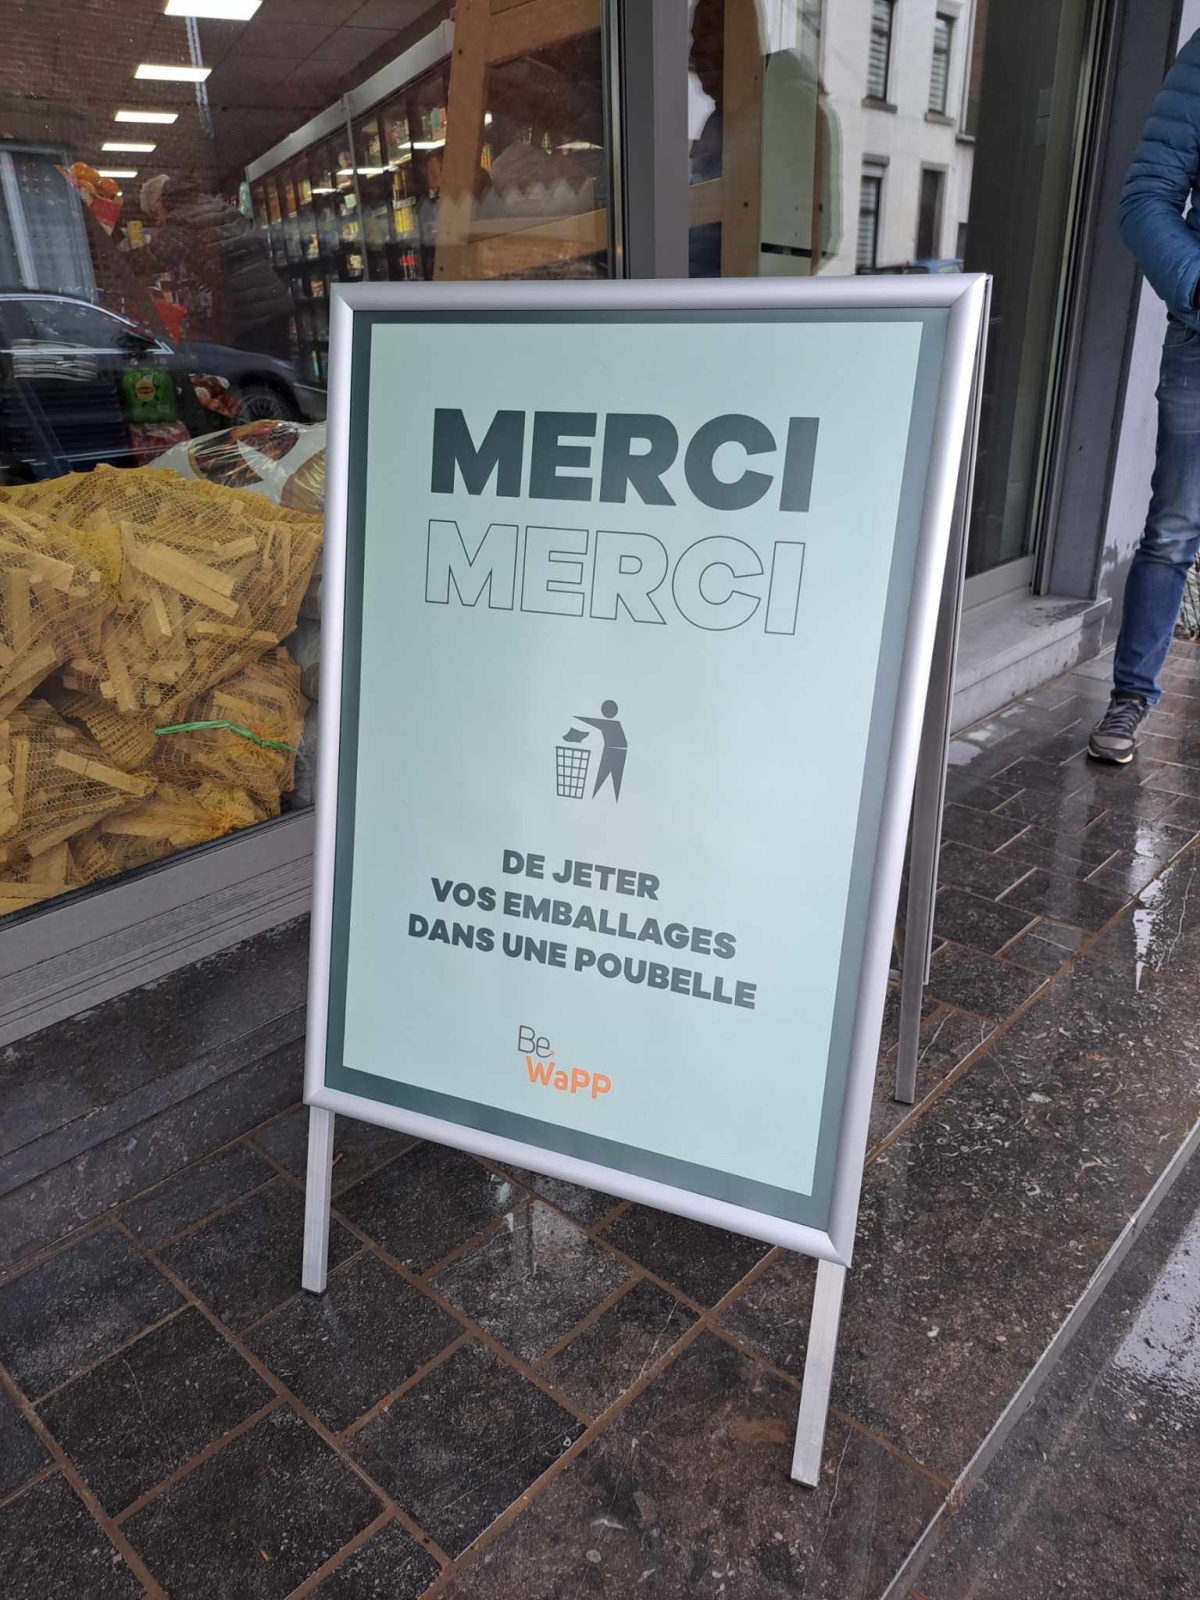 MERCI
MERCI
DE JETER
VOS EMBALLAGES
DANS UNE POUBELLE
Be
WaPP